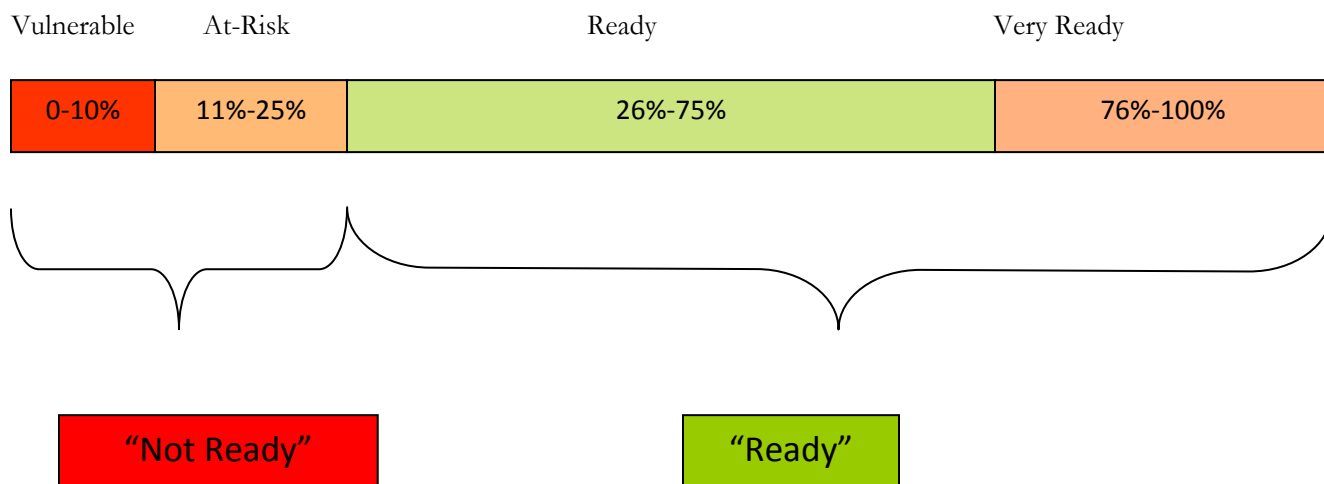 Vulnerable At-Risk Ready Very Ready
0-10% 11%-25% 26%-75% 76%-100%
“Not Ready” “Ready”